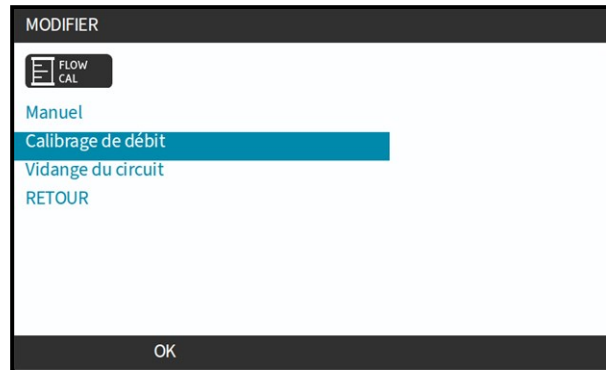 MODIFIER
FLOW
CAL
Manuel
Calibrage de débit
Vidange du circuit
RETOUR
OK